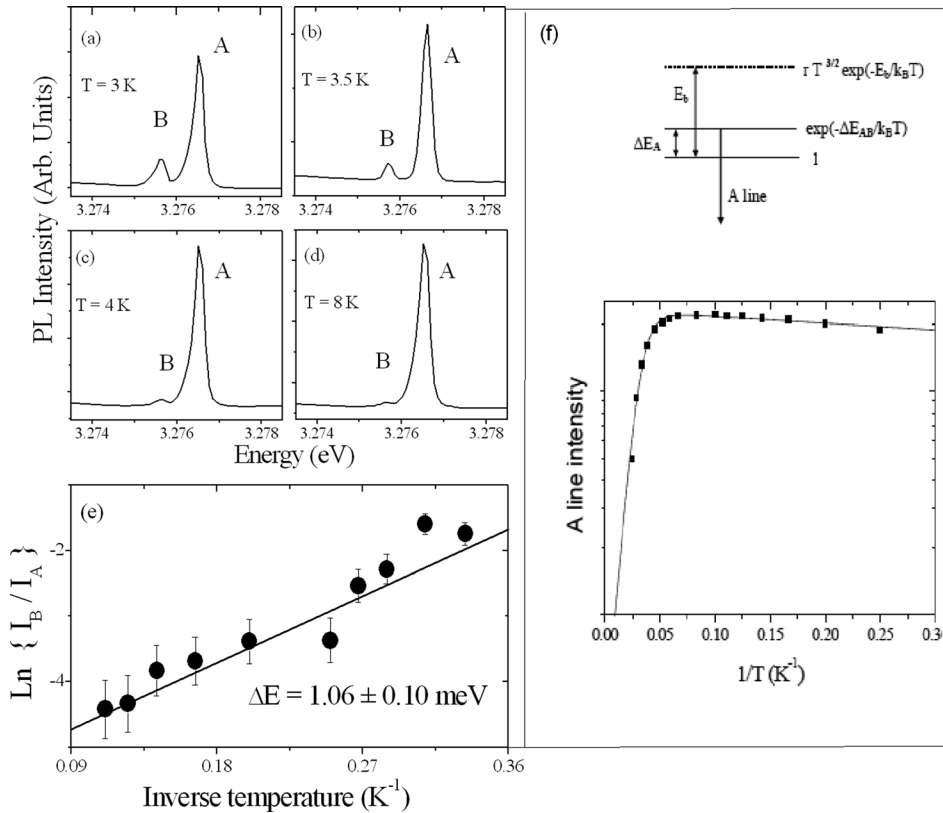 (a)
A
T = 3 K
B
3.274
3.276
3.278
(b)
A
T = 3.5 K
B
3.274
3.276
3.278
(c)
A
T = 4 K
B
3.274
3.276
3.278
(d)
A
T = 8 K
B
3.274
3.276
3.278
PL Intensity (Arb. Units)
Energy (eV)
(e)
-2
-4
Ln { I_B / I_A }
ΔE = 1.06 ± 0.10 meV
0.09
0.18
0.27
0.36
Inverse temperature (K⁻¹)
(f)
r T ^3/2 exp(-E_b/k_BT)
E_b
exp(-ΔE_AB/k_BT)
ΔE_A
1
A line
A line intensity
0.00
0.05
0.10
0.15
0.20
0.25
0.30
1/T (K⁻¹)